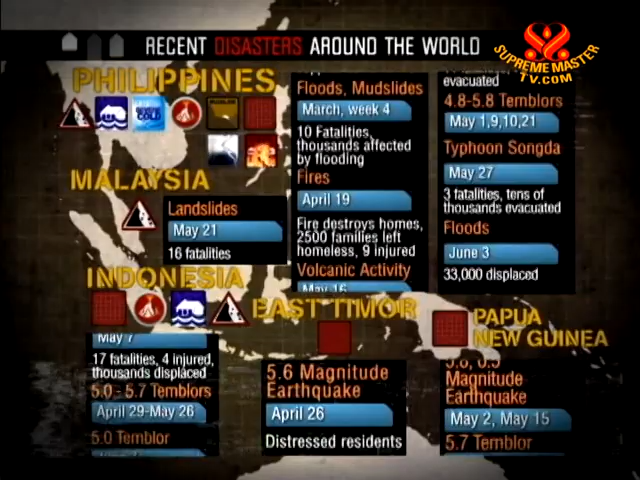 RECENT DISASTERS AROUND THE WORLD
SUPREME MASTER
TV.COM
PHILIPPINES
Floods, Mudslides
March, week 4
10 Fatalities,
thousands affected
by flooding
Fires
April 19
Fire destroys homes,
2500 families left
homeless, 9 injured
Volcanic Activity
May 16
evacuated
4.8-5.8 Temblors
May 1,9,10,21
Typhoon Songda
May 27
3 fatalities, tens of
thousands evacuated
Floods
June 3
33,000 displaced
MALAYSIA
Landslides
May 21
16 fatalities
INDONESIA
May 7
17 fatalities, 4 injured,
thousands displaced
5.0 - 5.7 Temblors
April 29-May 26
5.0 Temblor
EAST TIMOR
5.6 Magnitude
Earthquake
April 26
Distressed residents
PAPUA
NEW GUINEA
Magnitude
Earthquake
May 2, May 15
5.7 Temblor